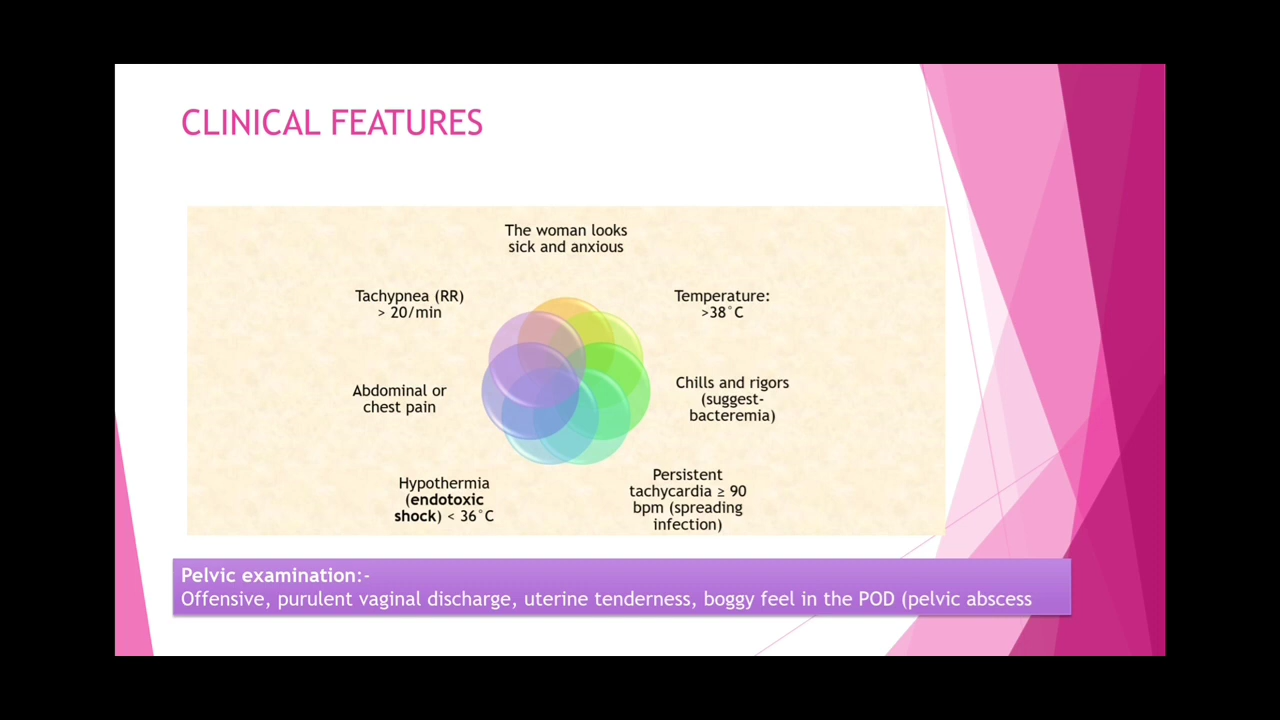 CLINICAL FEATURES
The woman looks
sick and anxious
Tachypnea (RR)
> 20/min
Temperature:
>38°C
Abdominal or
chest pain
Chills and rigors
(suggest-
bacteremia)
Hypothermia
(endotoxic
shock) < 36°C
Persistent
tachycardia ≥ 90
bpm (spreading
infection)
Pelvic examination:-
Offensive, purulent vaginal discharge, uterine tenderness, boggy feel in the POD (pelvic abscess